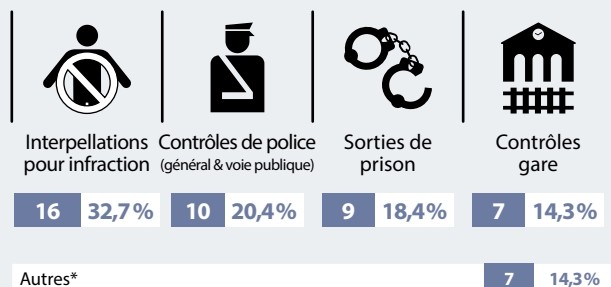 Interpellations
pour infraction
Contrôles de police
(général & voie publique)
Sorties de
prison
Contrôles
gare
16 32,7%
10 20,4%
9 18,4%
7 14,3%
Autres* 7 14,3%